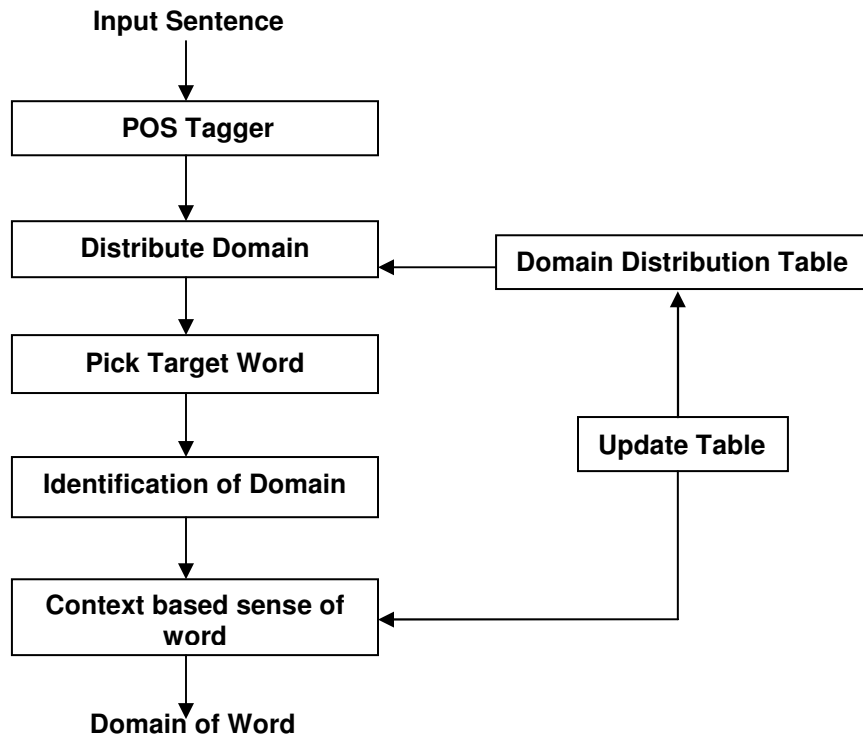 Input Sentence
POS Tagger
Distribute Domain
Domain Distribution Table
Pick Target Word
Update Table
Identification of Domain
Context based sense of
word
Domain of Word